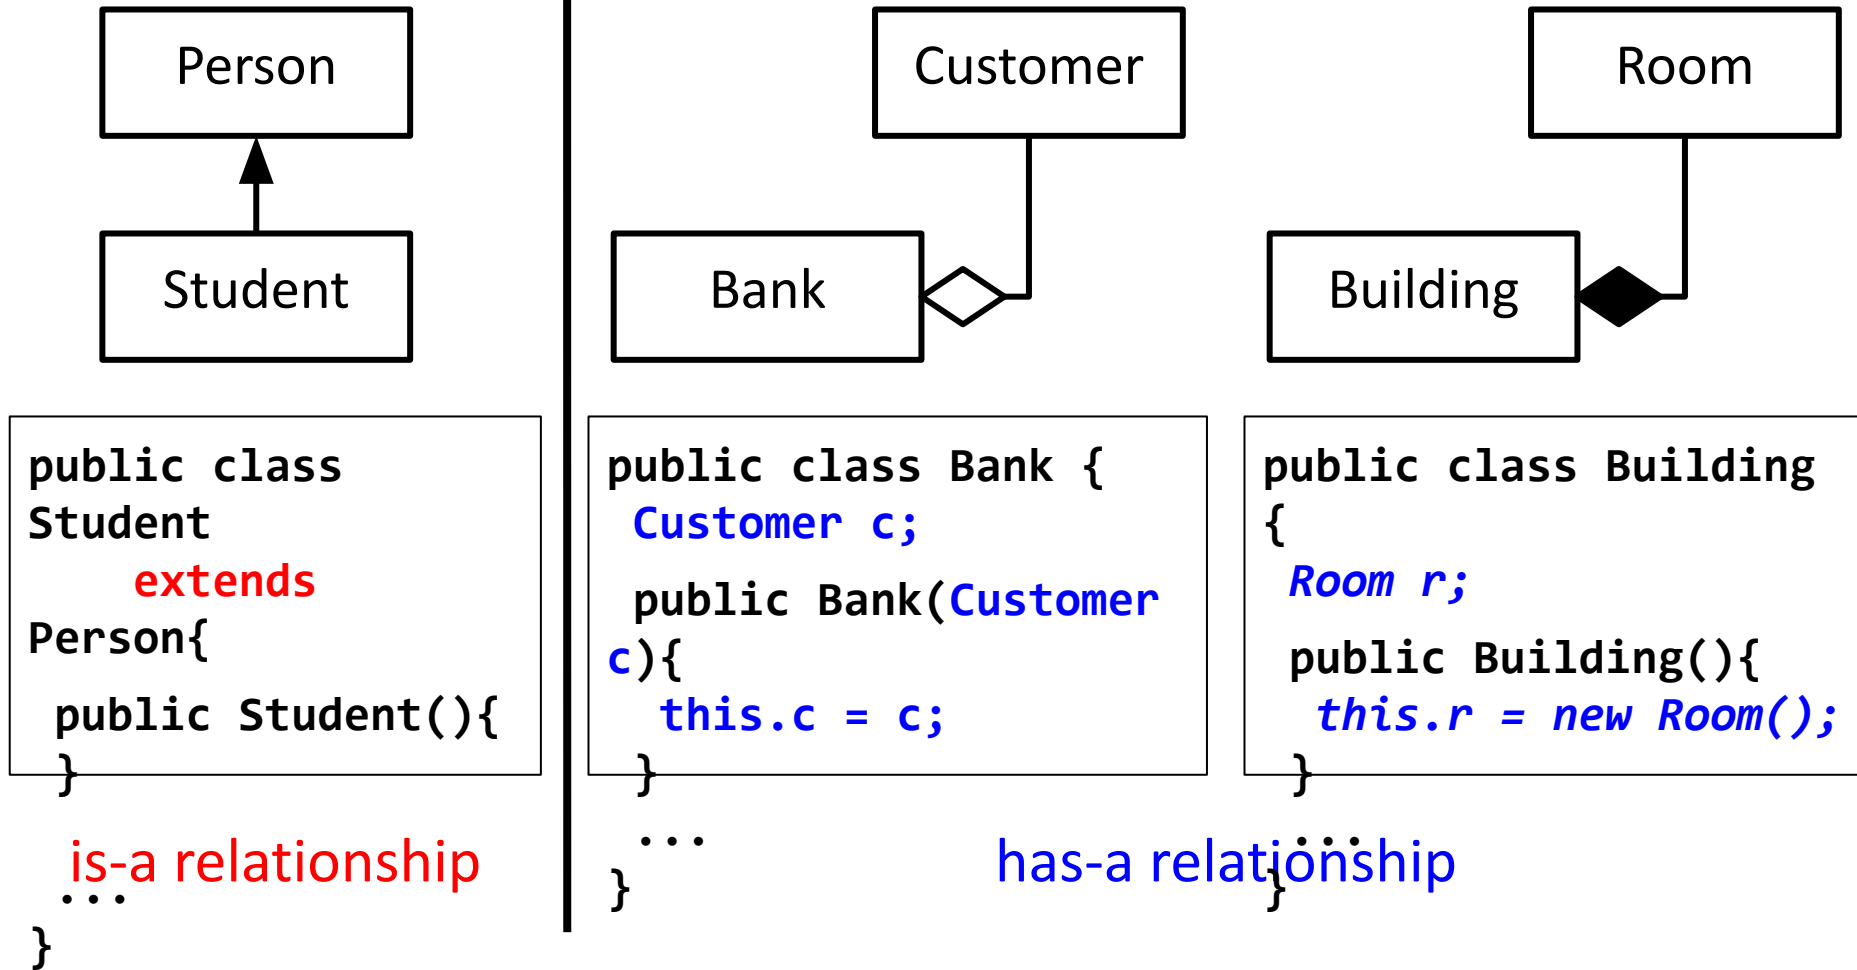 Person
Student
public class
Student
    extends
Person{
 public Student(){
 }
 ...
}
is-a relationship
Customer
Bank
public class Bank {
 Customer c;
 public Bank(Customer
c){
  this.c = c;
 }
 ...
}
Room
Building
public class Building
{
 Room r;
 public Building(){
  this.r = new Room();
 }
 ...
}
has-a relationship